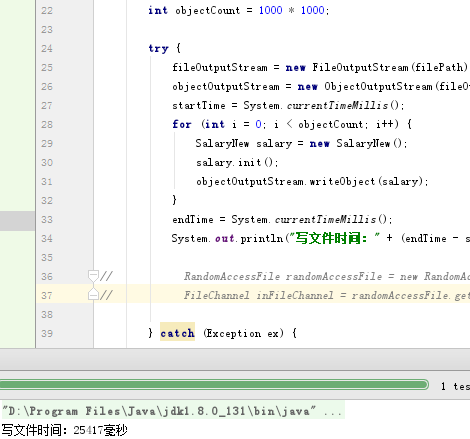 22 int objectCount = 1000 * 1000;
23
24 try {
25 fileOutputStream = new FileOutputStream(filePath)
26 objectOutputStream = new ObjectOutputStream(fileOu
27 startTime = System.currentTimeMillis();
28 for (int i = 0; i < objectCount; i++) {
29 SalaryNew salary = new SalaryNew();
30 salary.init();
31 objectOutputStream.writeObject(salary);
32 }
33 endTime = System.currentTimeMillis();
34 System.out.println("写文件时间：" + (endTime - s
35
36 // RandomAccessFile randomAccessFile = new RandomAc
37 // FileChannel inFileChannel = randomAccessFile.get
38
39 } catch (Exception ex) {
1 tes
"D:\Program Files\Java\jdk1.8.0_131\bin\java" ...
写文件时间：25417毫秒